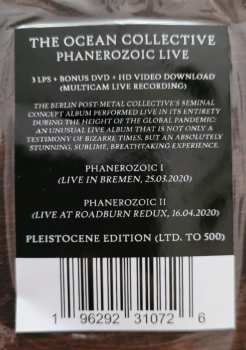 THE OCEAN COLLECTIVE
PHANEROZOIC LIVE
3 LPS + BONUS DVD + HD VIDEO DOWNLOAD
(MULTICAM LIVE RECORDING)
THE BERLIN POST-METAL COLLECTIVE'S SEMINAL
CONCEPT ALBUM PERFORMED LIVE IN ITS ENTIRETY
DURING THE HEIGHT OF THE GLOBAL PANDEMIC:
AN UNUSUAL LIVE ALBUM THAT IS NOT ONLY A
TESTIMONY OF BIZARRE TIMES, BUT AN ABSOLUTELY
STUNNING, SUBLIME, BREATHTAKING EXPERIENCE.
PHANEROZOIC I
(LIVE IN BREMEN, 25.03.2020)
PHANEROZOIC II
(LIVE AT ROADBURN REDUX, 16.04.2020)
PLEISTOCENE EDITION (LTD. TO 500)
1 96292 31072 6